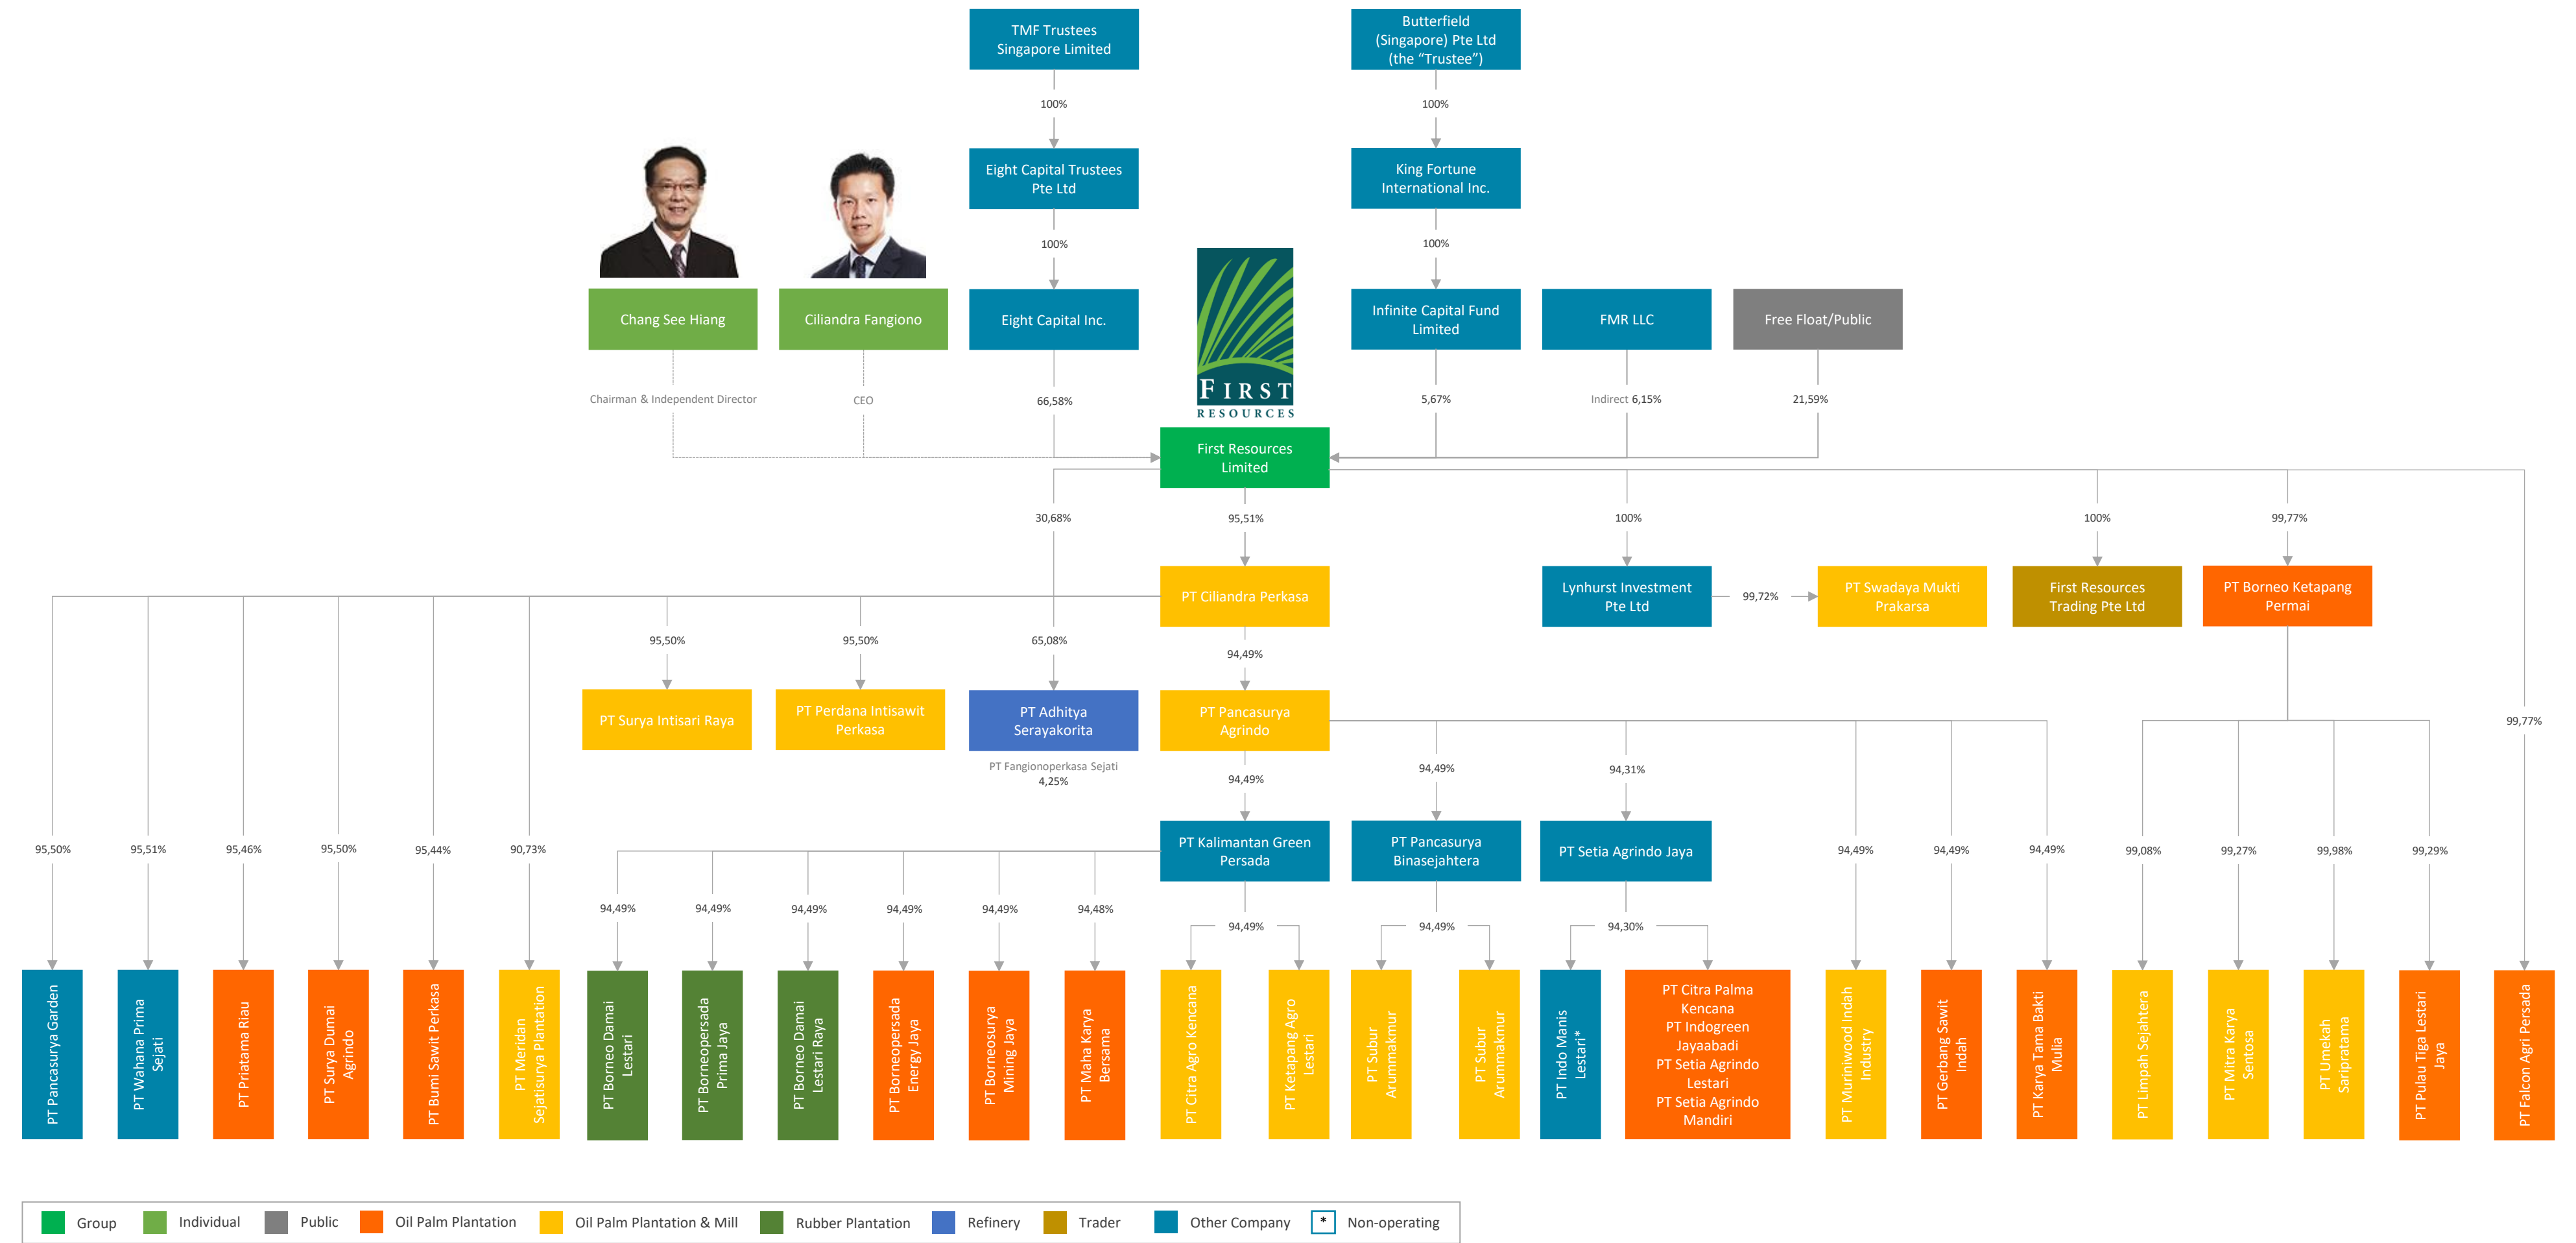 TMF Trustees
Singapore Limited
Butterfield
(Singapore) Pte Ltd
(the “Trustee”)
100%
100%
Eight Capital Trustees
Pte Ltd
King Fortune
International Inc.
100%
100%
Chang See Hiang
Ciliandra Fangiono
Eight Capital Inc.
FIRST
RESOURCES
Infinite Capital Fund
Limited
FMR LLC
Free Float/Public
Chairman & Independent Director
CEO
66,58%
5,67%
Indirect 6,15%
21,59%
First Resources
Limited
30,68%
95,51%
100%
100%
99,77%
PT Ciliandra Perkasa
Lynhurst Investment
Pte Ltd
99,72%
PT Swadaya Mukti
Prakarsa
First Resources
Trading Pte Ltd
PT Borneo Ketapang
Permai
95,50%
95,50%
65,08%
94,49%
PT Surya Intisari Raya
PT Perdana Intisawit
Perkasa
PT Adhitya
Serayakorita
PT Pancasurya
Agrindo
99,77%
PT Fangionoperkasa Sejati
4,25%
94,49%
94,49%
94,31%
PT Kalimantan Green
Persada
PT Pancasurya
Binasejahtera
PT Setia Agrindo Jaya
95,50%
95,51%
95,46%
95,50%
95,44%
90,73%
94,49%
94,49%
94,49%
99,08%
99,27%
99,98%
99,29%
94,49%
94,49%
94,49%
94,49%
94,49%
94,48%
94,49%
94,49%
94,30%
PT Pancasurya Garden
PT Wahana Prima
Sejati
PT Priatama Riau
PT Surya Dumai
Agrindo
PT Bumi Sawit Perkasa
PT Meridan
Sejatisurya Plantation
PT Borneo Damai
Lestari
PT Borneopersada
Prima Jaya
PT Borneo Damai
Lestari Raya
PT Borneopersada
Energy Jaya
PT Borneosurya
Mining Jaya
PT Maha Karya
Bersama
PT Citra Agro Kencana
PT Ketapang Agro
Lestari
PT Subur
Arummakmur
PT Subur
Arummakmur
PT Indo Manis
Lestari*
PT Citra Palma
Kencana
PT Indogreen
Jayaabadi
PT Setia Agrindo
Lestari
PT Setia Agrindo
Mandiri
PT Muriniwood Indah
Industry
PT Gerbang Sawit
Indah
PT Karya Tama Bakti
Mulia
PT Limpah Sejahtera
PT Mitra Karya
Sentosa
PT Umekah
Saripratama
PT Pulau Tiga Lestari
Jaya
PT Falcon Agri Persada
Group
Individual
Public
Oil Palm Plantation
Oil Palm Plantation & Mill
Rubber Plantation
Refinery
Trader
Other Company
* Non-operating